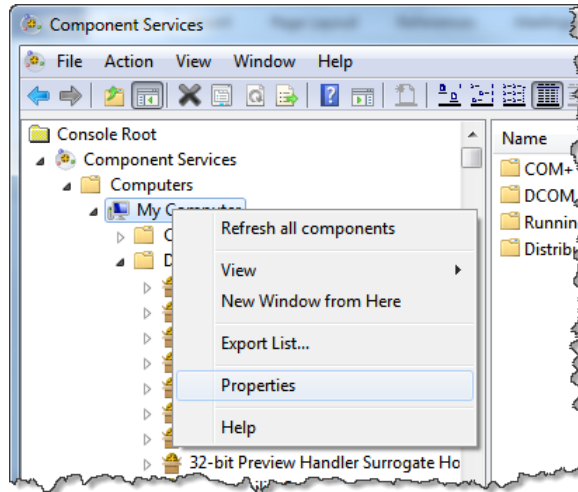 Component Services
File Action View Window Help
Console Root
Name
Component Services
COM+
Computers
DCOM
My Computer
Runnin
Refresh all components
Distrib
View
New Window from Here
Export List...
Properties
Help
32-bit Preview Handler Surrogate Ho